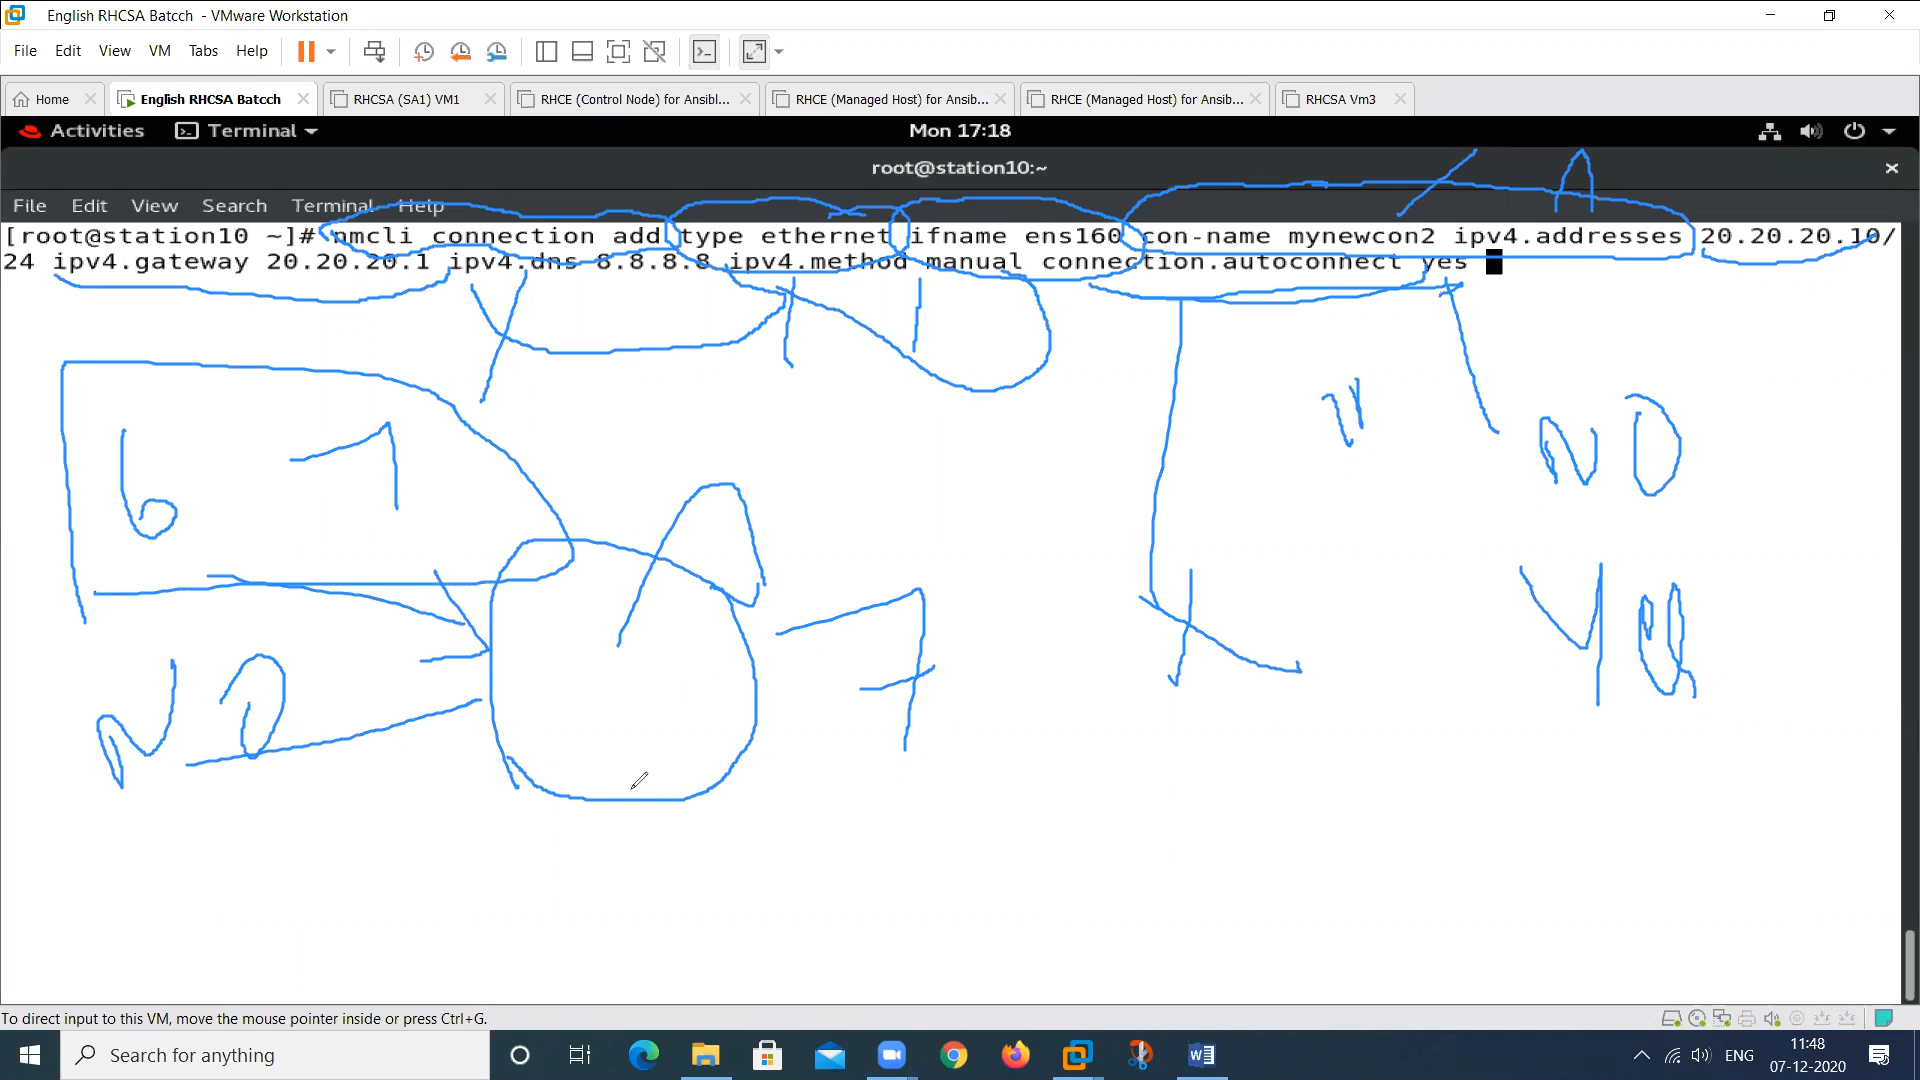 English RHCSA Batcch - VMware Workstation
File Edit View VM Tabs Help
Home English RHCSA Batcch RHCSA (SA1) VM1 RHCE (Control Node) for Ansibl... RHCE (Managed Host) for Ansib... RHCE (Managed Host) for Ansib... RHCSA Vm3
Activities Terminal Mon 17:18
root@station10:~
File Edit View Search Terminal Help
[root@station10 ~]# nmcli connection add type ethernet ifname ens160 con-name mynewcon2 ipv4.addresses 20.20.20.10/
24 ipv4.gateway 20.20.20.1 ipv4.dns 8.8.8.8 ipv4.method manual connection.autoconnect yes
6 7 NO
NO 7
To direct input to this VM, move the mouse pointer inside or press Ctrl+G.
Search for anything
ENG
11:48
07-12-2020